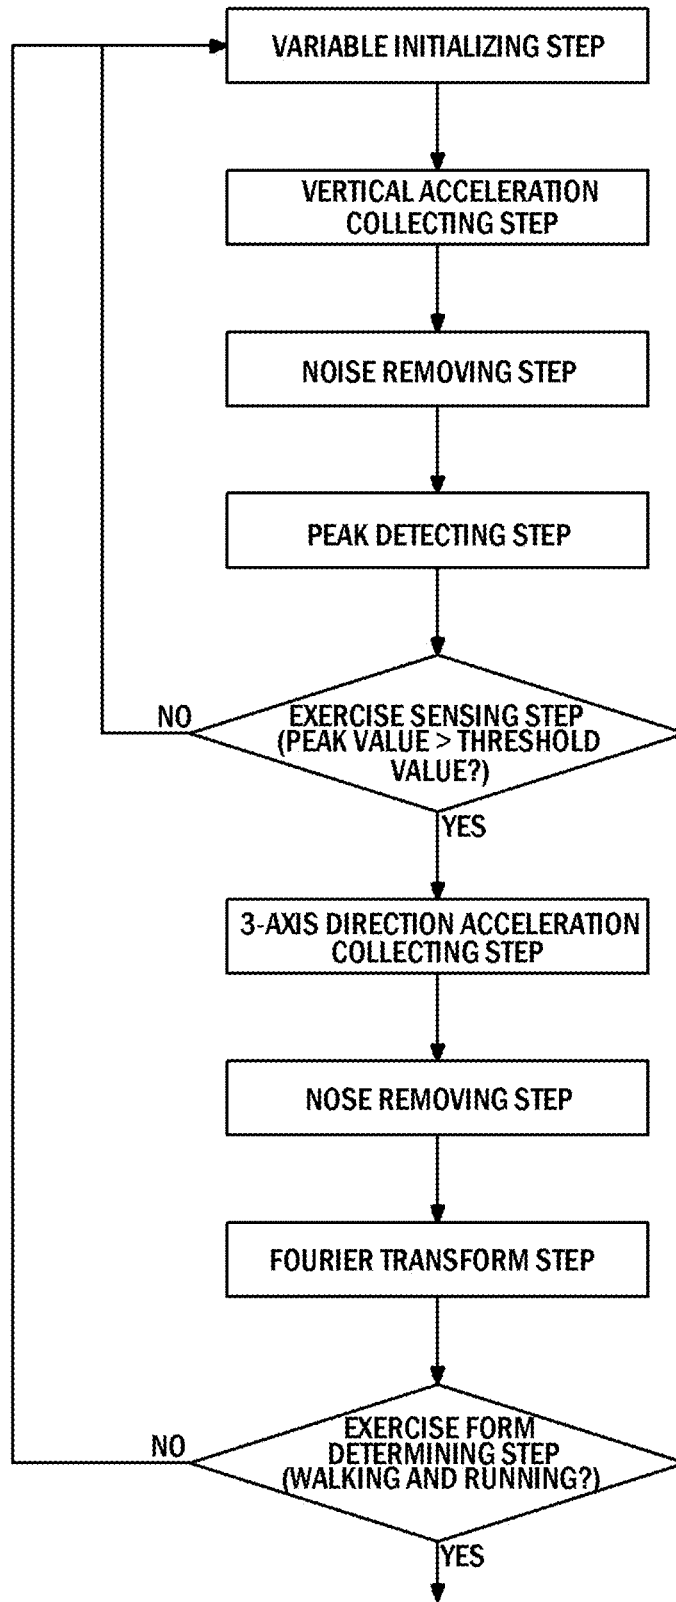 VARIABLE INITIALIZING STEP
VERTICAL ACCELERATION
COLLECTING STEP
NOISE REMOVING STEP
PEAK DETECTING STEP
NO
EXERCISE SENSING STEP
(PEAK VALUE > THRESHOLD
VALUE?)
YES
3-AXIS DIRECTION ACCELERATION
COLLECTING STEP
NOSE REMOVING STEP
FOURIER TRANSFORM STEP
NO
EXERCISE FORM
DETERMINING STEP
(WALKING AND RUNNING?)
YES